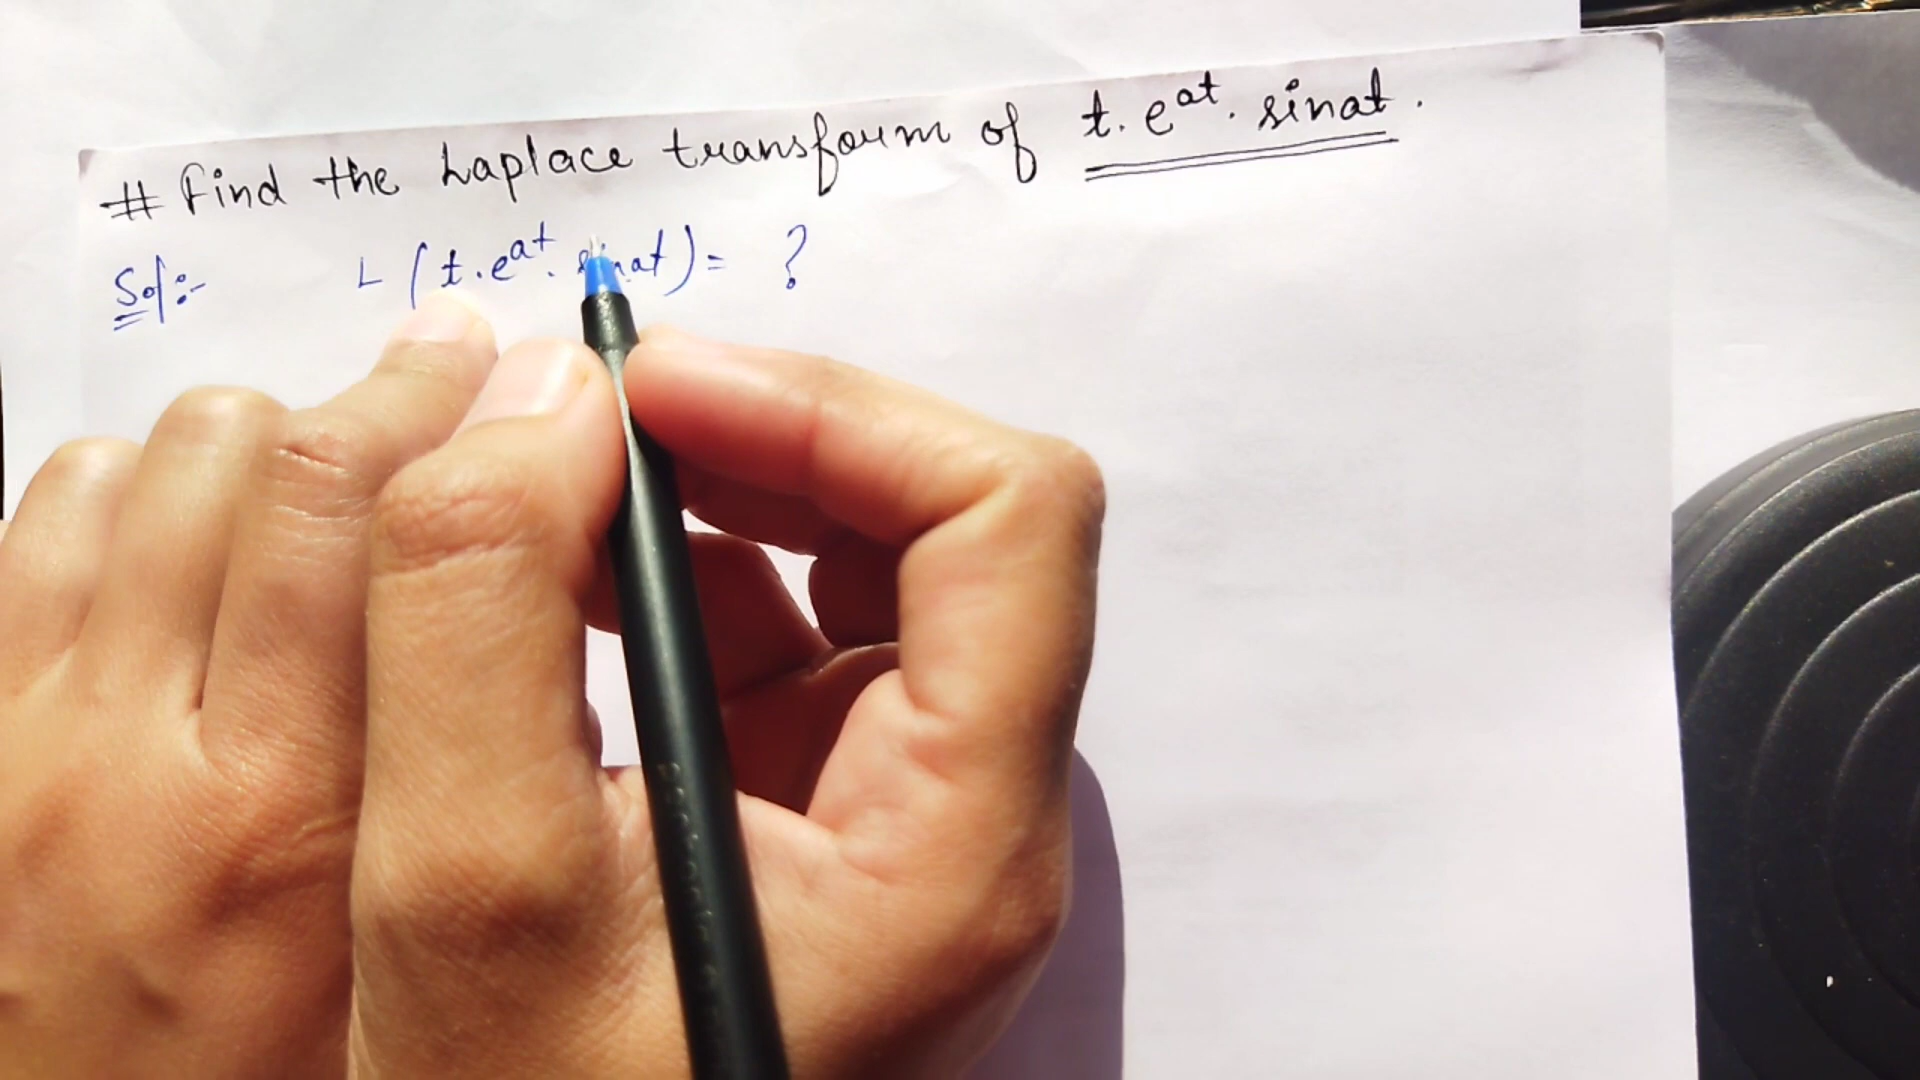 # Find the Laplace transform of t. e^at. sinat.
Sol:- L (t. e^at. sinat) = ?